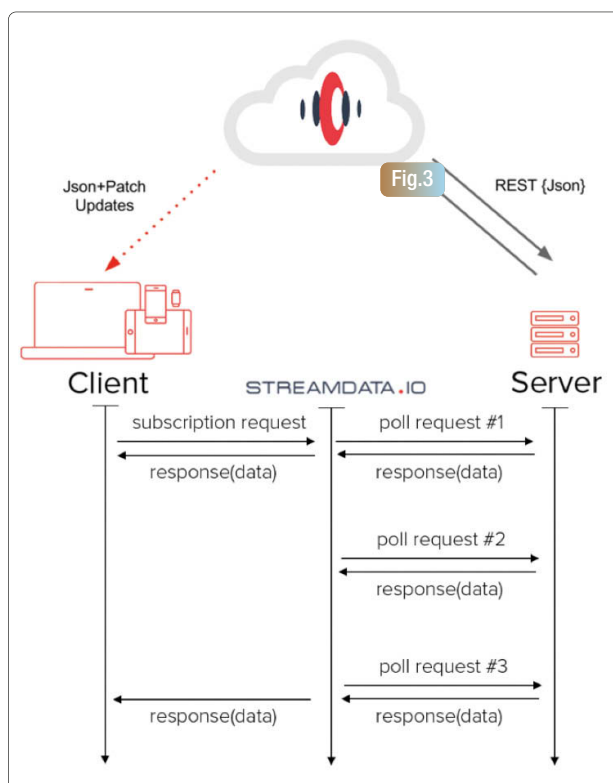 Fig.3
Json+Patch
Updates
REST {Json}
Client
STREAMDATA.IO
Server
subscription request
poll request #1
response(data)
response(data)
poll request #2
response(data)
poll request #3
response(data)
response(data)